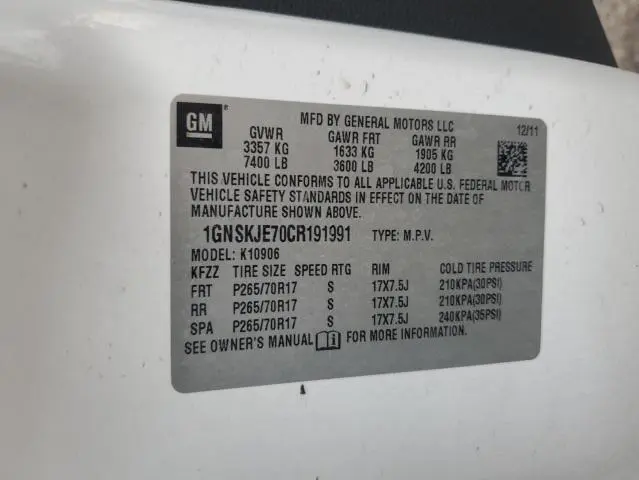 GM
®
MFD BY GENERAL MOTORS LLC
12/11
GVWR GAWR FRT GAWR RR
3357 KG 1633 KG 1905 KG
7400 LB 3600 LB 4200 LB
THIS VEHICLE CONFORMS TO ALL APPLICABLE U.S. FEDERAL MOTOR
VEHICLE SAFETY STANDARDS IN EFFECT ON THE DATE OF
MANUFACTURE SHOWN ABOVE.
1GNSKJE70CR191991 TYPE: M.P.V.
MODEL: K10906
KFZZ TIRE SIZE SPEED RTG RIM COLD TIRE PRESSURE
FRT P265/70R17 S 17X7.5J 210KPA(30PSI)
RR P265/70R17 S 17X7.5J 210KPA(30PSI)
SPA P265/70R17 S 17X7.5J 240KPA(35PSI)
SEE OWNER'S MANUAL i FOR MORE INFORMATION.